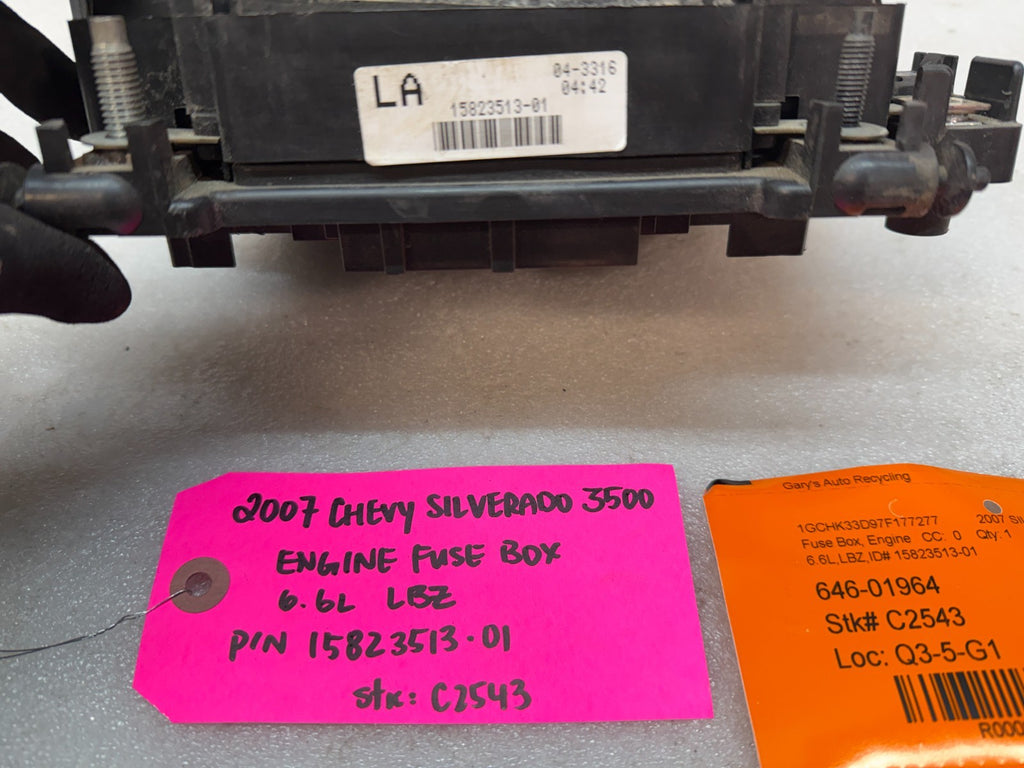 LA
04-3316
04:42
15823513-01
2007 CHEVY SILVERADO 3500
ENGINE FUSE BOX
6.6L LBZ
P/N 15823513-01
Stk: C2543
Gary's Auto Recycling
1GCHK33D97F177277 2007
Fuse Box, Engine CC: 0 Qty: 1
6.6L,LBZ,ID# 15823513-01
646-01964
Stk# C2543
Loc: Q3-5-G1